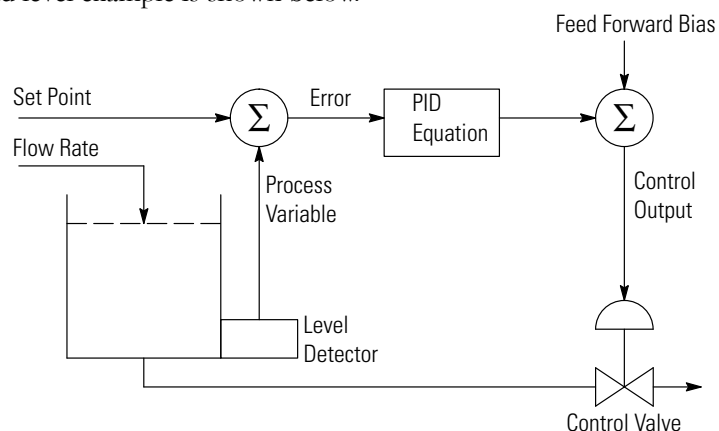 Feed Forward Bias
Set Point
Error
PID
Equation
Σ
Σ
Flow Rate
Process
Variable
Control
Output
Level
Detector
Control Valve